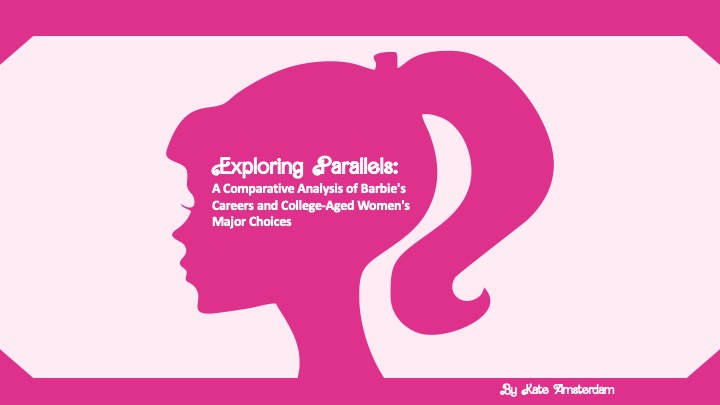 Exploring Parallels:
A Comparative Analysis of Barbie's
Careers and College-Aged Women's
Major Choices
By Kate Amsterdam